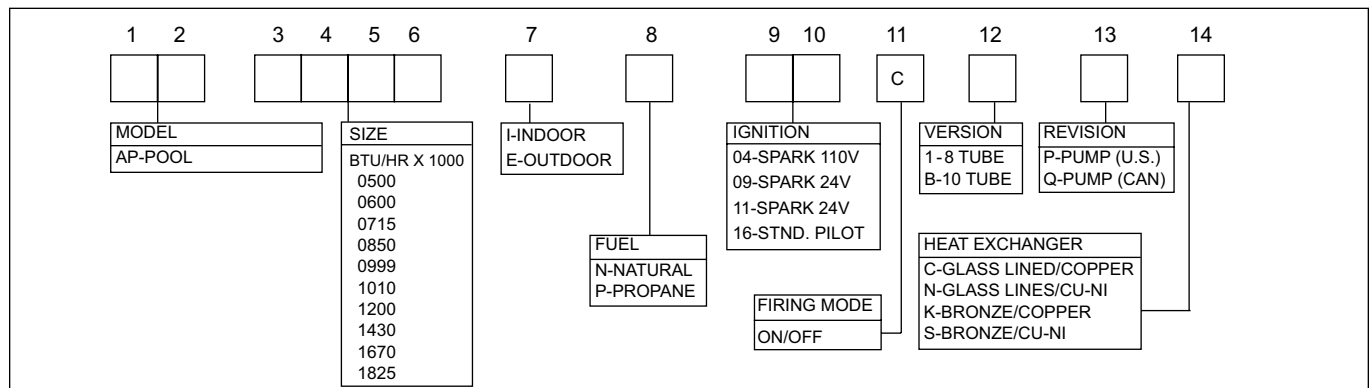 1 2 3 4 5 6 7 8 9 10 11 12 13 14
C
MODEL
AP-POOL
SIZE
BTU/HR X 1000
0500
0600
0715
0850
0999
1010
1200
1430
1670
1825
I-INDOOR
E-OUTDOOR
FUEL
N-NATURAL
P-PROPANE
IGNITION
04-SPARK 110V
09-SPARK 24V
11-SPARK 24V
16-STND. PILOT
FIRING MODE
ON/OFF
VERSION
1-8 TUBE
B-10 TUBE
REVISION
P-PUMP (U.S.)
Q-PUMP (CAN)
HEAT EXCHANGER
C-GLASS LINED/COPPER
N-GLASS LINES/CU-NI
K-BRONZE/COPPER
S-BRONZE/CU-NI